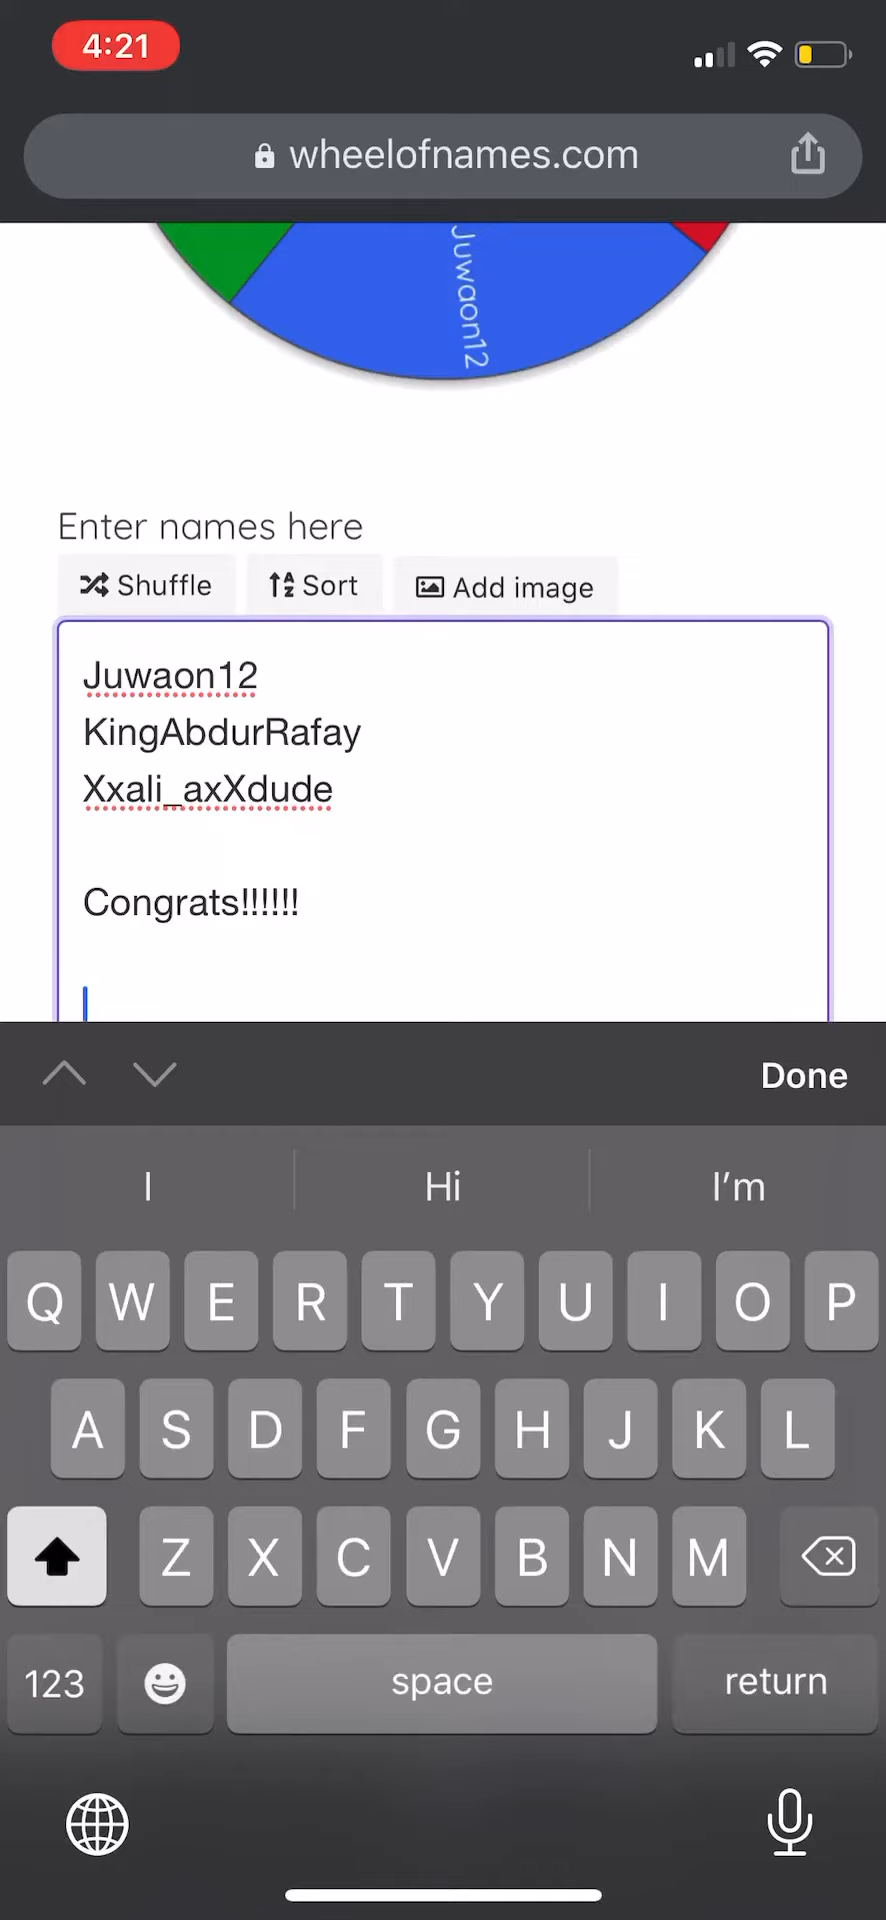 4:21
wheelofnames.com
Juwaon12
Enter names here
Shuffle Sort Add image
Juwaon12
KingAbdurRafay
Xxali_axXdude
Congrats!!!!!!
Done
I Hi I'm
Q W E R T Y U I O P
A S D F G H J K L
Z X C V B N M
123 space return